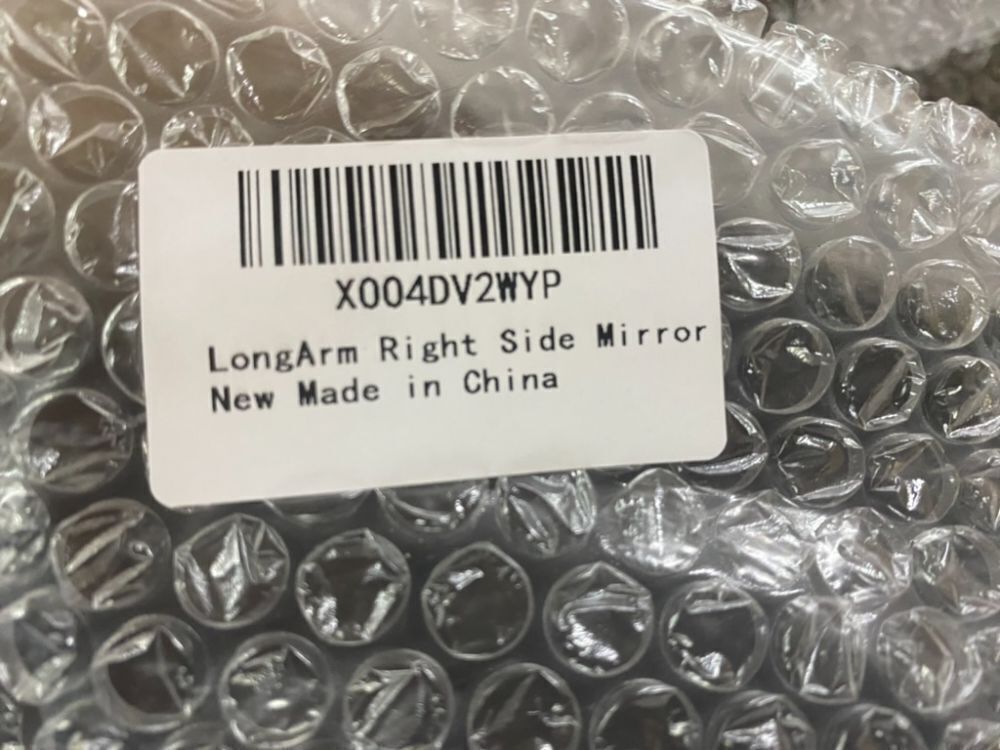 X004DV2WYP
LongArm Right Side Mirror
New Made in China